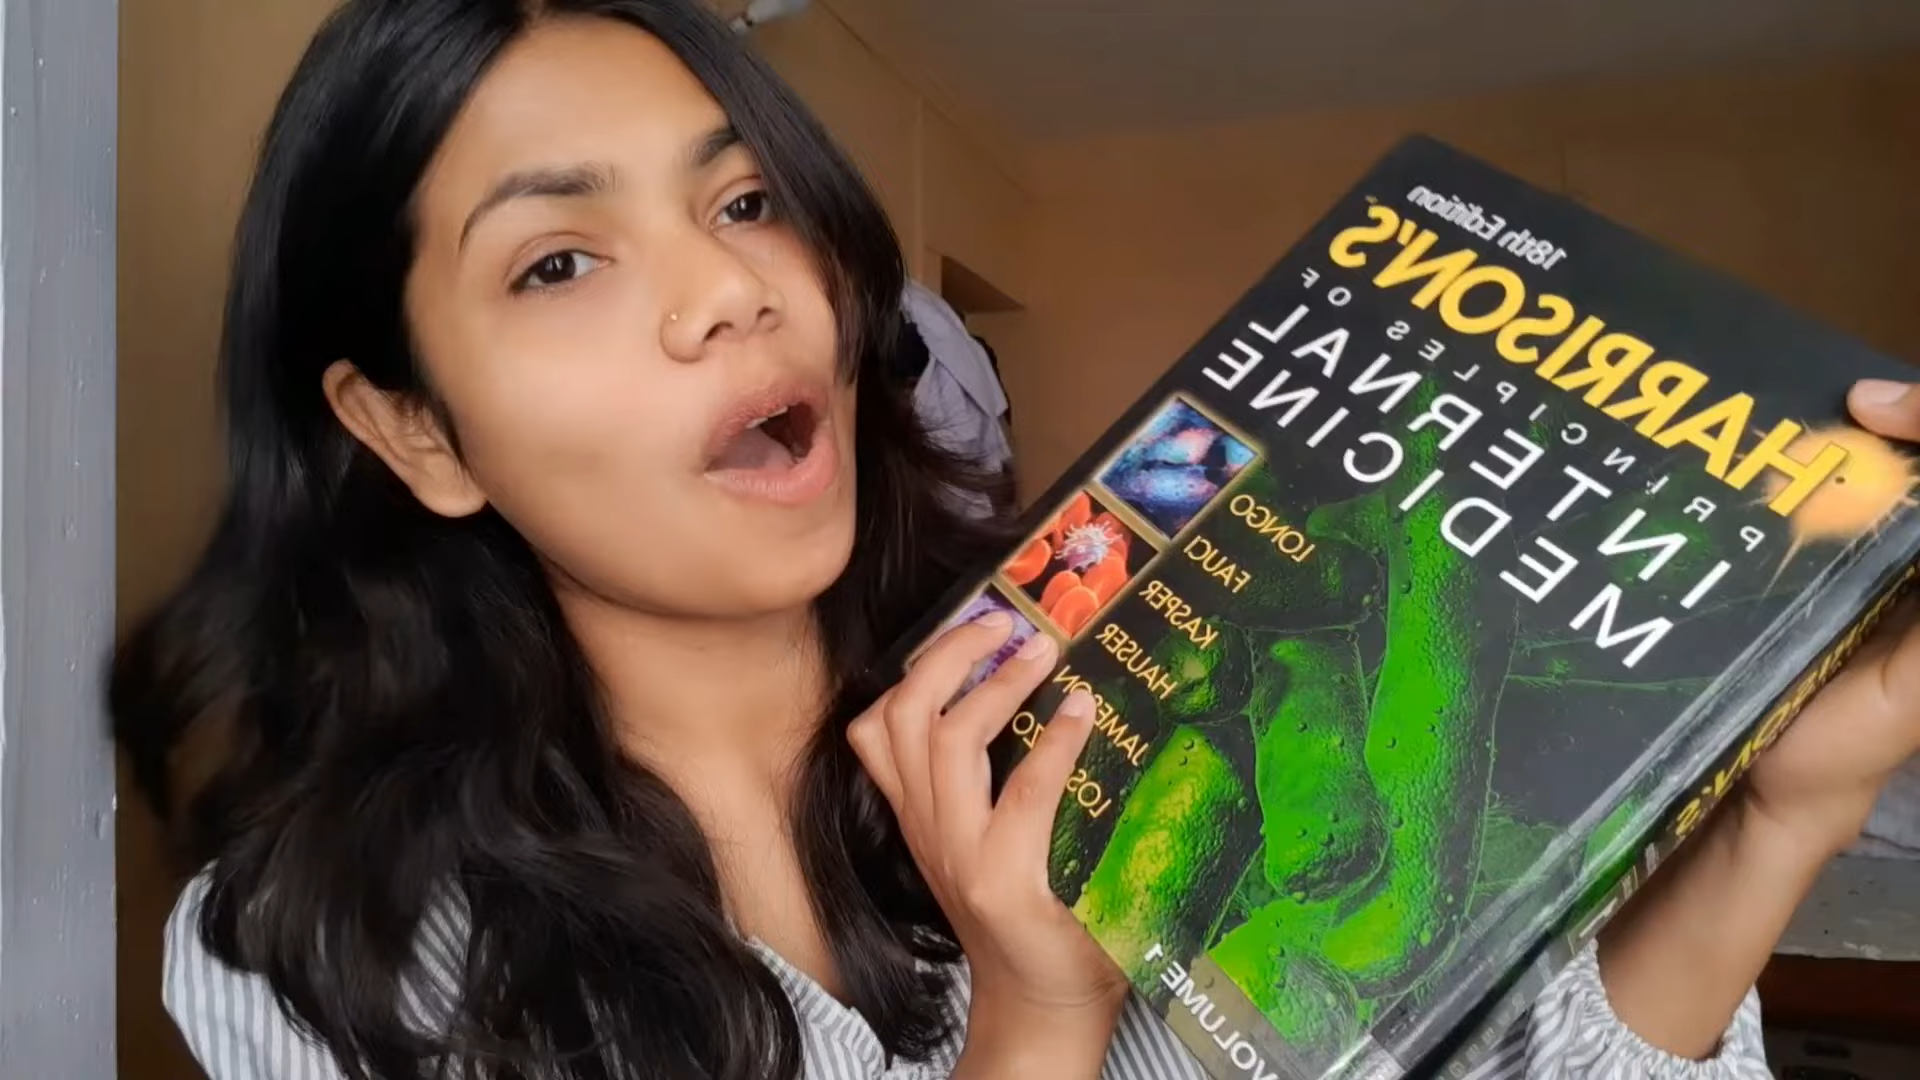 18th Edition
HARRISON'S
PRINCIPLES OF
INTERNAL
MEDICINE
LONGO
FAUCI
KASPER
HAUSER
JAMESON
VOLUME 1
HARRISON'S